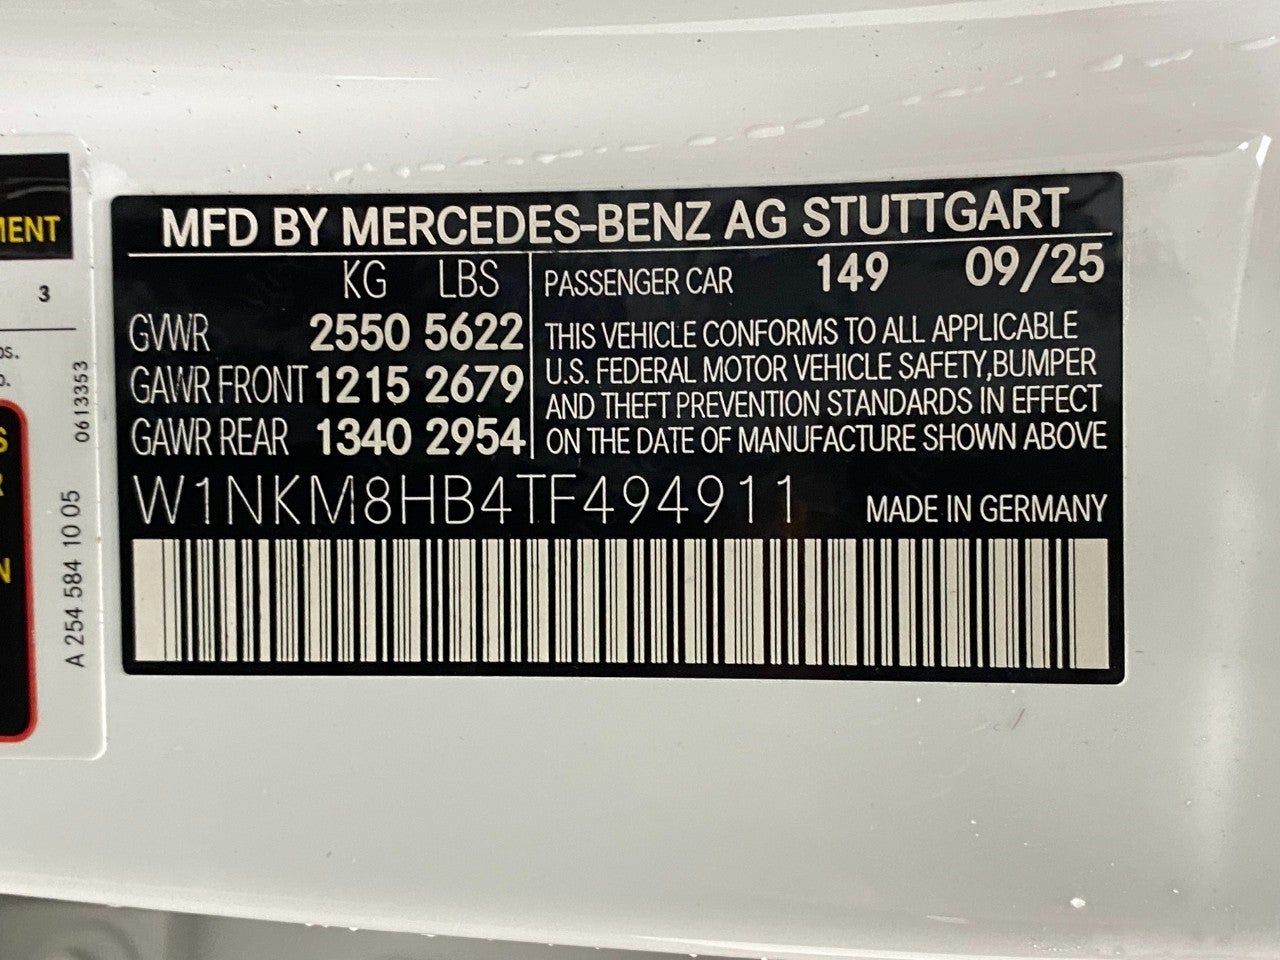 MFD BY MERCEDES-BENZ AG STUTTGART
KG LBS
GVWR 2550 5622
GAWR FRONT 1215 2679
GAWR REAR 1340 2954
PASSENGER CAR 149 09/25
THIS VEHICLE CONFORMS TO ALL APPLICABLE
U.S. FEDERAL MOTOR VEHICLE SAFETY,BUMPER
AND THEFT PREVENTION STANDARDS IN EFFECT
ON THE DATE OF MANUFACTURE SHOWN ABOVE
W1NKM8HB4TF494911 MADE IN GERMANY
3
A 254 584 10 05
0613353